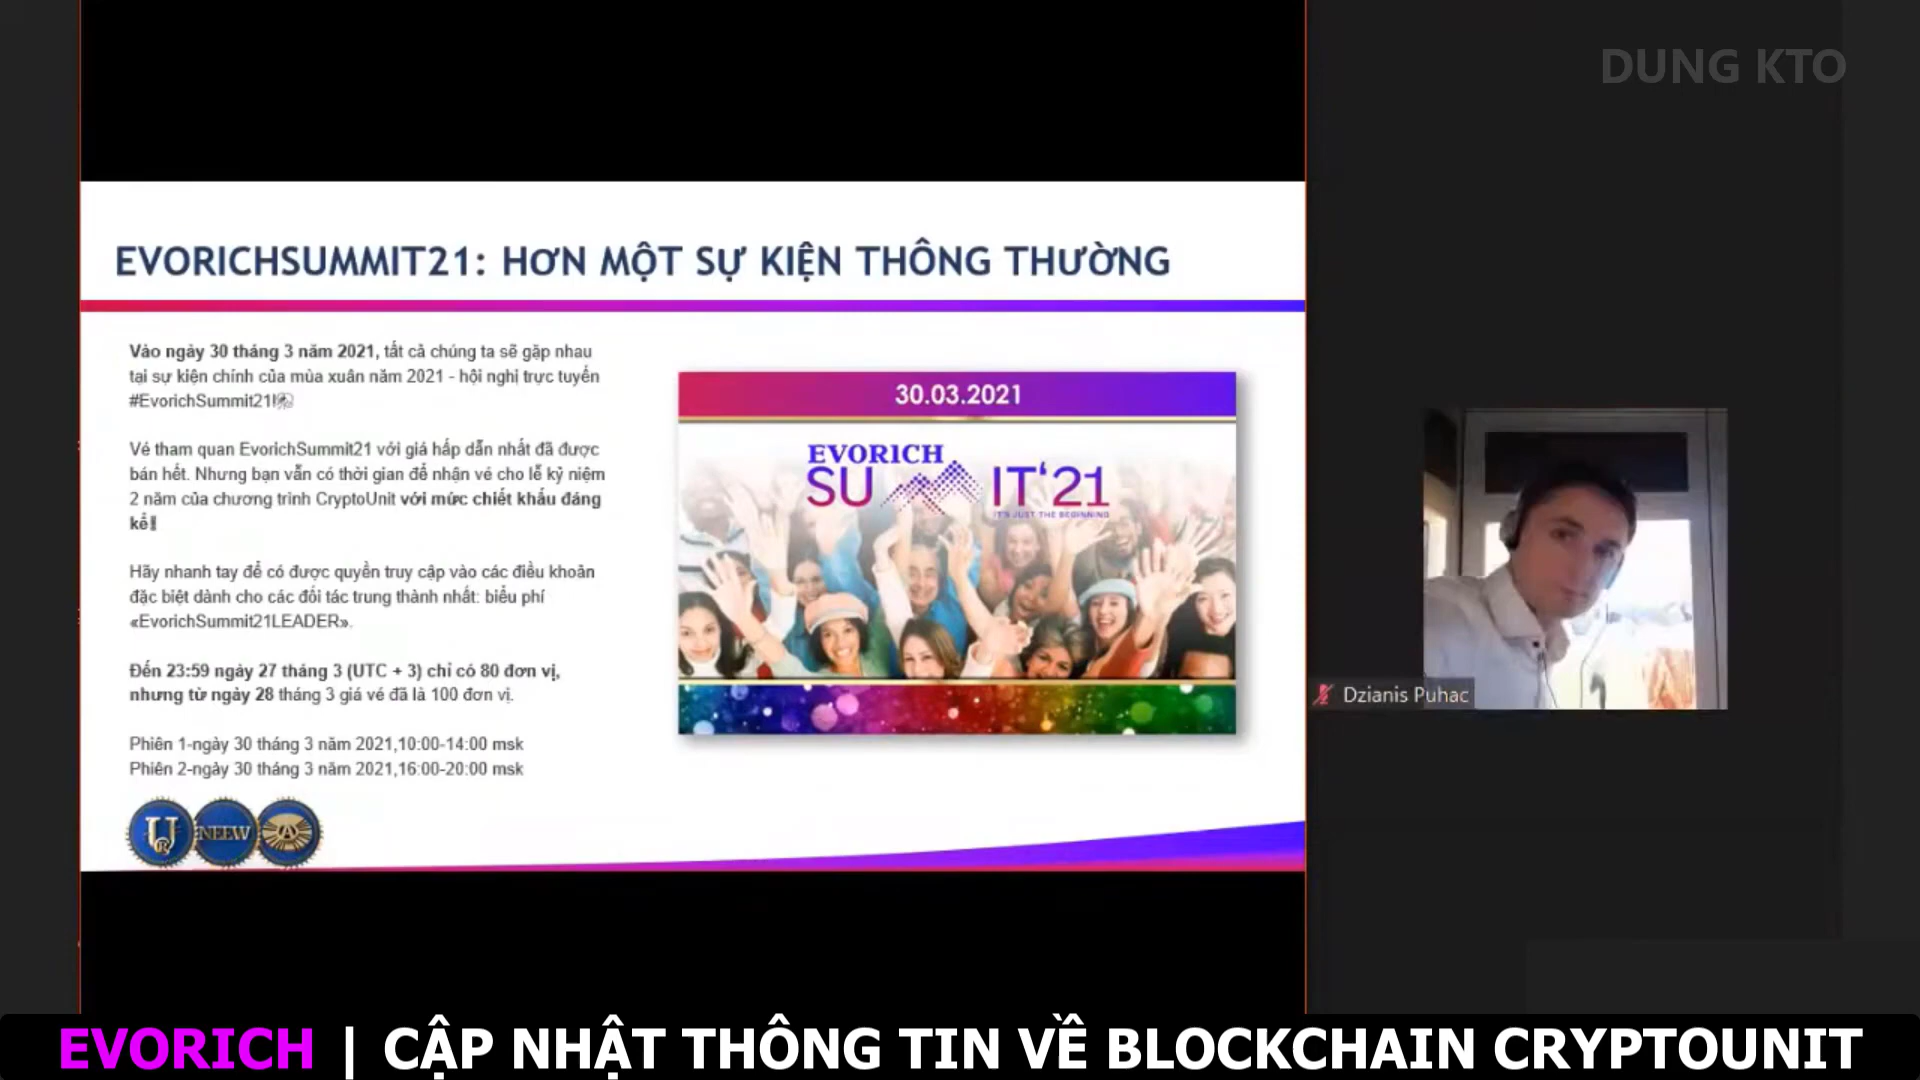 DUNG KTO
EVORICHSUMMIT21: HƠN MỘT SỰ KIỆN THÔNG THƯỜNG
Vào ngày 30 tháng 3 năm 2021, tất cả chúng ta sẽ gặp nhau
tại sự kiện chính của mùa xuân năm 2021 - hội nghị trực tuyến
#EvorichSummit21!
Vé tham quan EvorichSummit21 với giá hấp dẫn nhất đã được
bán hết. Nhưng bạn vẫn có thời gian để nhận vé cho lễ kỷ niệm
2 năm của chương trình CryptoUnit với mức chiết khấu đáng
kể!
Hãy nhanh tay để có được quyền truy cập vào các điều khoản
đặc biệt dành cho các đối tác trung thành nhất: biểu phí
«EvorichSummit21LEADER».
Đến 23:59 ngày 27 tháng 3 (UTC + 3) chỉ có 80 đơn vị,
nhưng từ ngày 28 tháng 3 giá vé đã là 100 đơn vị.
Phiên 1-ngày 30 tháng 3 năm 2021,10:00-14:00 msk
Phiên 2-ngày 30 tháng 3 năm 2021,16:00-20:00 msk
NEEW
30.03.2021
EVORICH
SUMMIT‘21
IT'S JUST THE BEGINNING
Dzianis Puhac
EVORICH | CẬP NHẬT THÔNG TIN VỀ BLOCKCHAIN CRYPTOUNIT